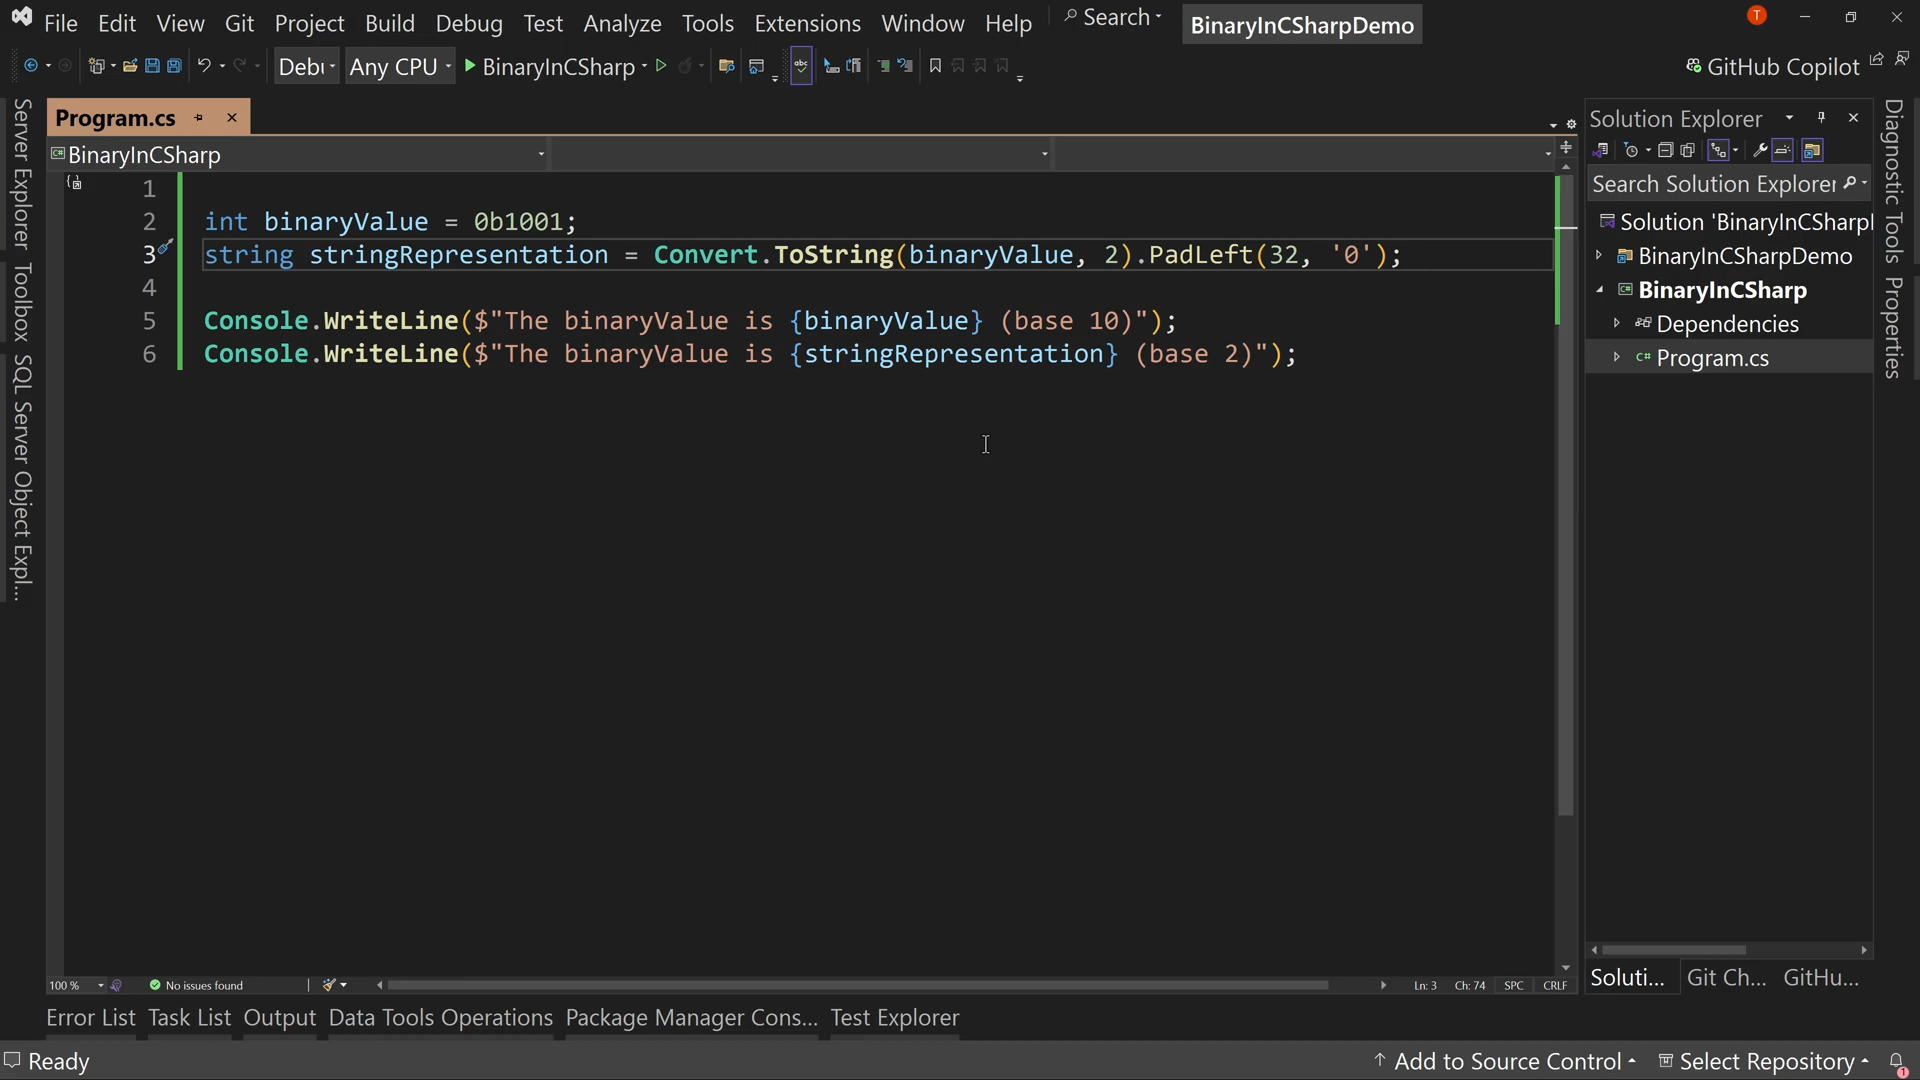 File Edit View Git Project Build Debug Test Analyze Tools Extensions Window Help Search BinaryInCSharpDemo T
Debu Any CPU BinaryInCSharp abc GitHub Copilot
Program.cs
BinaryInCSharp
1
2 int binaryValue = 0b1001;
3 string stringRepresentation = Convert.ToString(binaryValue, 2).PadLeft(32, '0');
4
5 Console.WriteLine($"The binaryValue is {binaryValue} (base 10)");
6 Console.WriteLine($"The binaryValue is {stringRepresentation} (base 2)");
Server Explorer
Toolbox
SQL Server Object Expl...
Solution Explorer
Search Solution Explorer
Solution 'BinaryInCSharp
BinaryInCSharpDemo
BinaryInCSharp
Dependencies
C# Program.cs
Diagnostic Tools
Properties
100 % No issues found Ln: 3 Ch: 74 SPC CRLF
Soluti... Git Ch... GitHu...
Error List Task List Output Data Tools Operations Package Manager Cons... Test Explorer
Ready Add to Source Control Select Repository 1